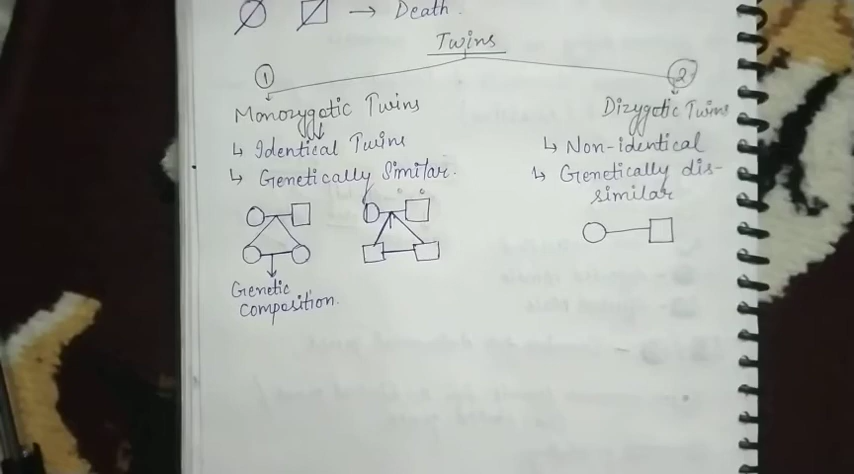 → Death.
Twins
1
Monozygotic Twins
↳ Identical Twins
↳ Genetically Similar.
Genetic
composition.
2
Dizygotic Twins
↳ Non-identical
↳ Genetically dis-
similar